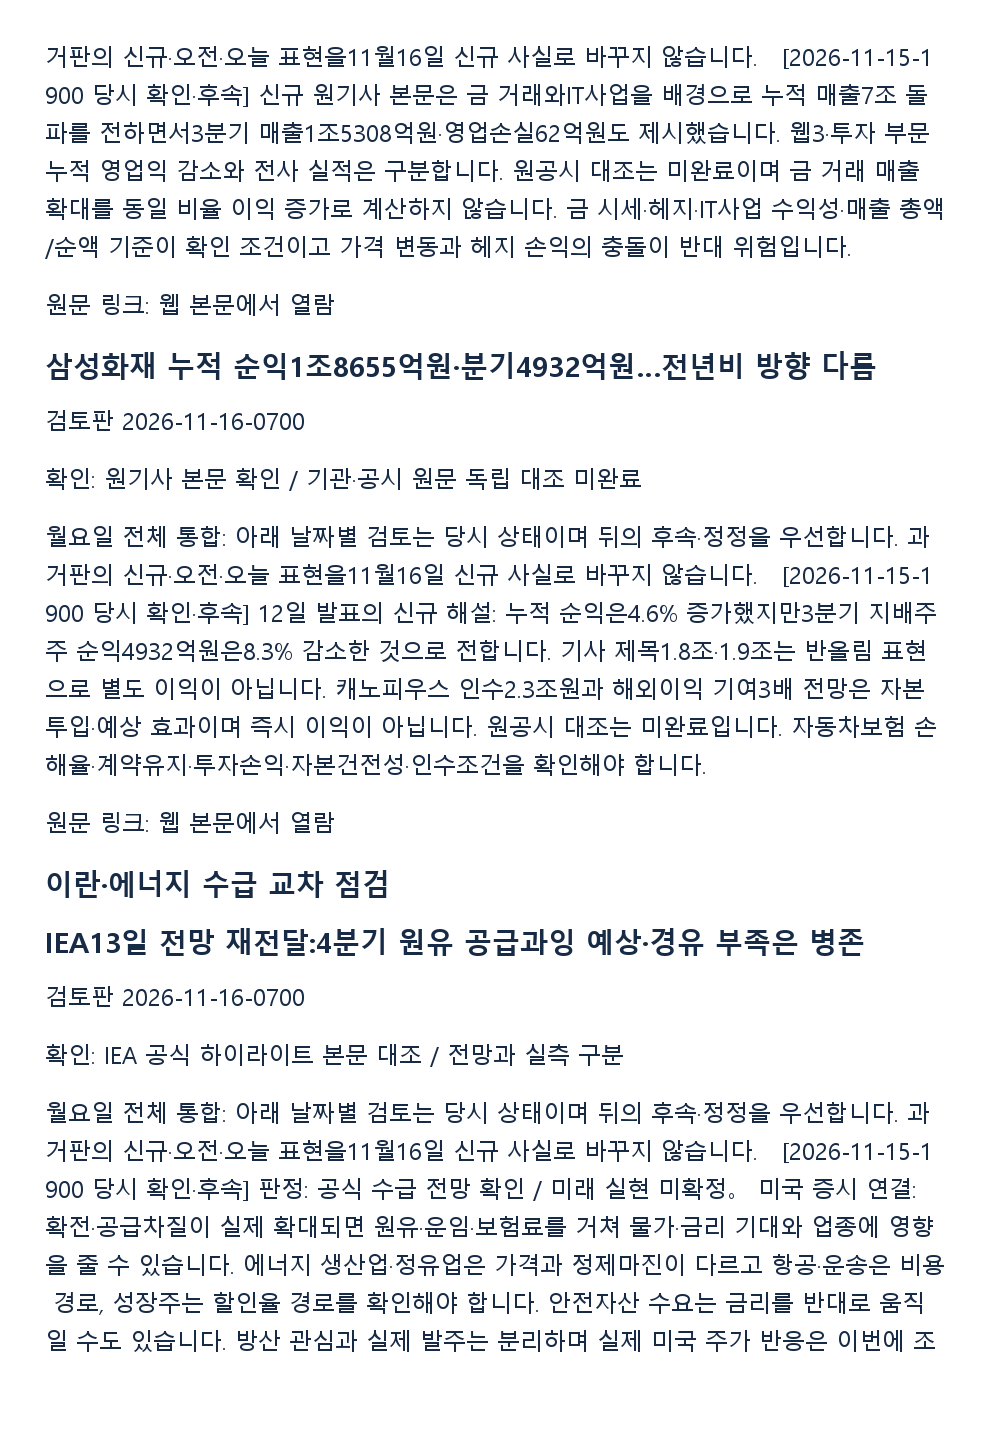 거판의 신규·오전·오늘 표현을11월16일 신규 사실로 바꾸지 않습니다.   [2026-11-15-1
900 당시 확인·후속] 신규 원기사 본문은 금 거래와IT사업을 배경으로 누적 매출7조 돌
파를 전하면서3분기 매출1조5308억원·영업손실62억원도 제시했습니다. 웹3·투자 부문
누적 영업익 감소와 전사 실적은 구분합니다. 원공시 대조는 미완료이며 금 거래 매출
확대를 동일 비율 이익 증가로 계산하지 않습니다. 금 시세·헤지·IT사업 수익성·매출 총액
/순액 기준이 확인 조건이고 가격 변동과 헤지 손익의 충돌이 반대 위험입니다.
원문 링크: 웹 본문에서 열람
삼성화재 누적 순익1조8655억원·분기4932억원...전년비 방향 다름
검토판 2026-11-16-0700
확인: 원기사 본문 확인 / 기관·공시 원문 독립 대조 미완료
월요일 전체 통합: 아래 날짜별 검토는 당시 상태이며 뒤의 후속·정정을 우선합니다. 과
거판의 신규·오전·오늘 표현을11월16일 신규 사실로 바꾸지 않습니다.   [2026-11-15-1
900 당시 확인·후속] 12일 발표의 신규 해설: 누적 순익은4.6% 증가했지만3분기 지배주
주 순익4932억원은8.3% 감소한 것으로 전합니다. 기사 제목1.8조·1.9조는 반올림 표현
으로 별도 이익이 아닙니다. 캐노피우스 인수2.3조원과 해외이익 기여3배 전망은 자본
투입·예상 효과이며 즉시 이익이 아닙니다. 원공시 대조는 미완료입니다. 자동차보험 손
해율·계약유지·투자손익·자본건전성·인수조건을 확인해야 합니다.
원문 링크: 웹 본문에서 열람
이란·에너지 수급 교차 점검
IEA13일 전망 재전달:4분기 원유 공급과잉 예상·경유 부족은 병존
검토판 2026-11-16-0700
확인: IEA 공식 하이라이트 본문 대조 / 전망과 실측 구분
월요일 전체 통합: 아래 날짜별 검토는 당시 상태이며 뒤의 후속·정정을 우선합니다. 과
거판의 신규·오전·오늘 표현을11월16일 신규 사실로 바꾸지 않습니다.   [2026-11-15-1
900 당시 확인·후속] 판정: 공식 수급 전망 확인 / 미래 실현 미확정。 미국 증시 연결:
확전·공급차질이 실제 확대되면 원유·운임·보험료를 거쳐 물가·금리 기대와 업종에 영향
을 줄 수 있습니다. 에너지 생산업·정유업은 가격과 정제마진이 다르고 항공·운송은 비용
경로, 성장주는 할인율 경로를 확인해야 합니다. 안전자산 수요는 금리를 반대로 움직
일 수도 있습니다. 방산 관심과 실제 발주는 분리하며 실제 미국 주가 반응은 이번에 조